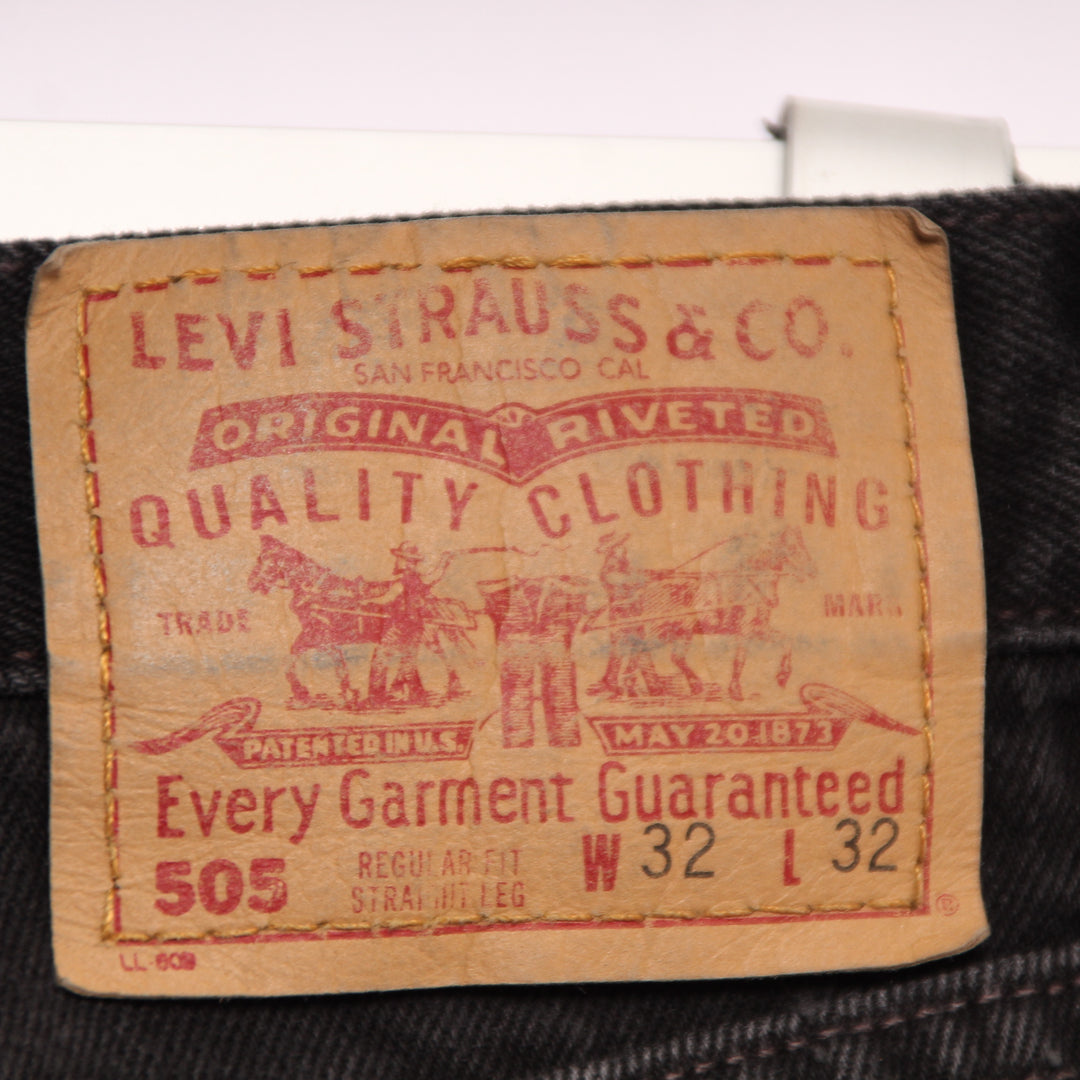 LEVI STRAUSS & CO.
SAN FRANCISCO CAL
ORIGINAL RIVETED
QUALITY CLOTHING
TRADE MARK
PATENTED IN U.S. MAY 20 1873
Every Garment Guaranteed
505 REGULAR FIT W 32 L 32
STRAIGHT LEG
®